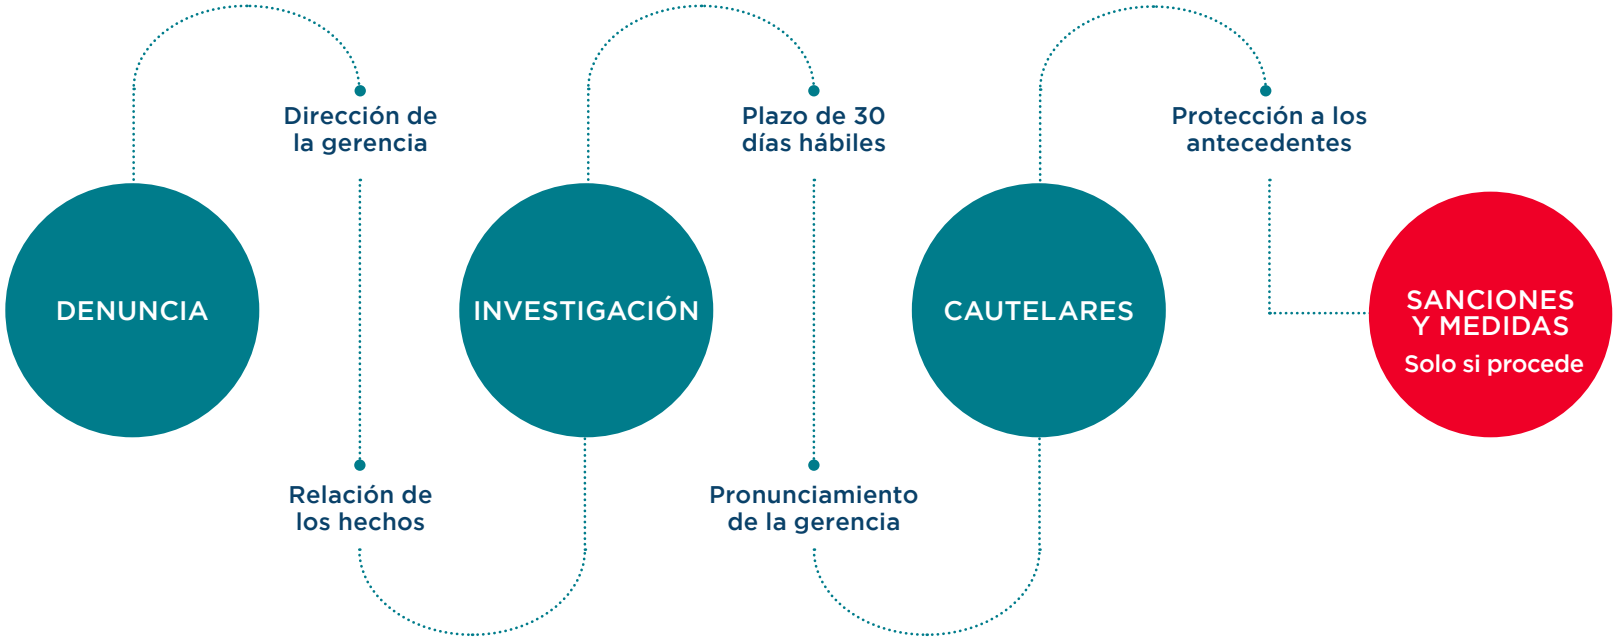 DENUNCIA
Dirección de
la gerencia
Relación de
los hechos
INVESTIGACIÓN
Plazo de 30
días hábiles
Pronunciamiento
de la gerencia
CAUTELARES
Protección a los
antecedentes
SANCIONES
Y MEDIDAS
Solo si procede